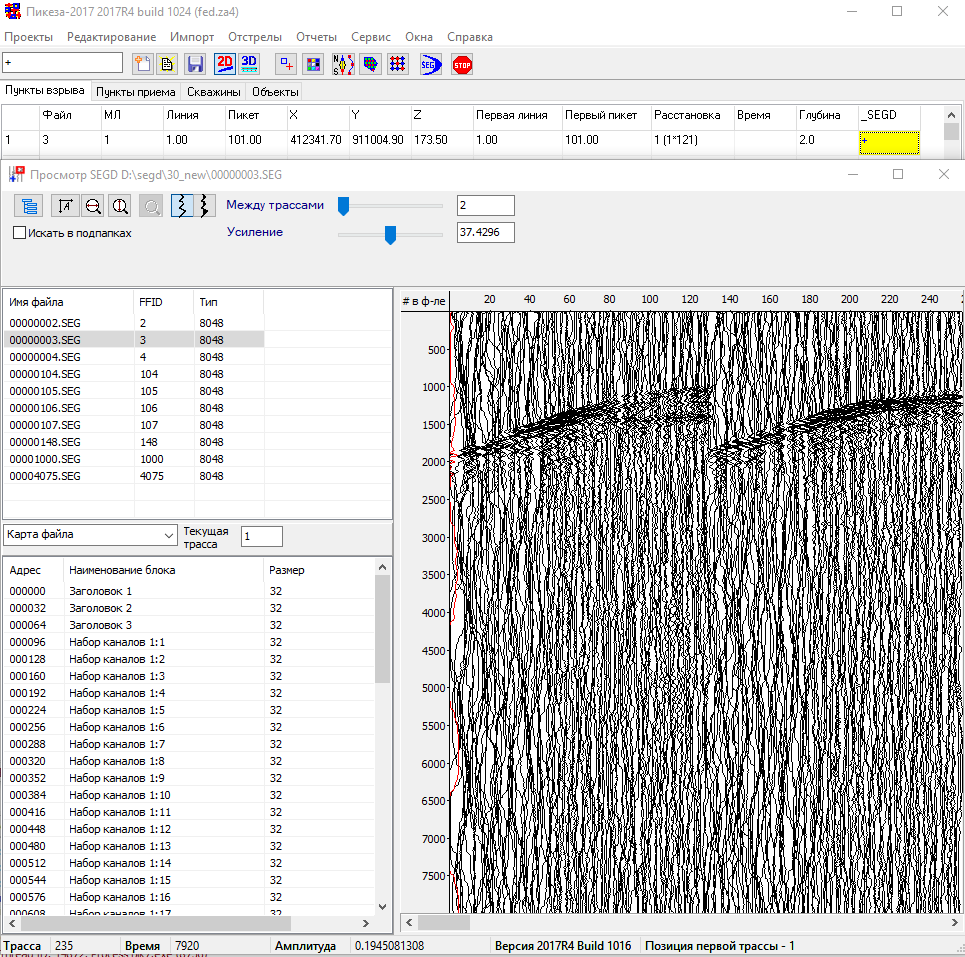 Пикеза-2017 2017R4 build 1024 (fed.za4)
Проекты Редактирование Импорт Отстрелы Отчеты Сервис Окна Справка
+ 2D 3D N S SEG STOP
Пункты взрыва Пункты приема Скважины Объекты
Файл МЛ Линия Пикет X Y Z Первая линия Первый пикет Расстановка Время Глубина _SEGD
1 3 1 1.00 101.00 412341.70 911004.90 173.50 1.00 101.00 1 (1*121) 2.0 +
Просмотр SEGD D:\segd\30_new\00000003.SEG
Между трассами 2
Искать в подпапках Усиление 37.4296
Имя файла FFID Тип
00000002.SEG 2 8048
00000003.SEG 3 8048
00000004.SEG 4 8048
00000104.SEG 104 8048
00000105.SEG 105 8048
00000106.SEG 106 8048
00000107.SEG 107 8048
00000148.SEG 148 8048
00001000.SEG 1000 8048
00004075.SEG 4075 8048
Карта файла Текущая трасса 1
Адрес Наименование блока Размер
000000 Заголовок 1 32
000032 Заголовок 2 32
000064 Заголовок 3 32
000096 Набор каналов 1:1 32
000128 Набор каналов 1:2 32
000160 Набор каналов 1:3 32
000192 Набор каналов 1:4 32
000224 Набор каналов 1:5 32
000256 Набор каналов 1:6 32
000288 Набор каналов 1:7 32
000320 Набор каналов 1:8 32
000352 Набор каналов 1:9 32
000384 Набор каналов 1:10 32
000416 Набор каналов 1:11 32
000448 Набор каналов 1:12 32
000480 Набор каналов 1:13 32
000512 Набор каналов 1:14 32
000544 Набор каналов 1:15 32
000576 Набор каналов 1:16 32
000608 Набор каналов 1:17 32
# в ф-ле 20 40 60 80 100 120 140 160 180 200 220 240
500
1000
1500
2000
2500
3000
3500
4000
4500
5000
5500
6000
6500
7000
7500
Трасса 235 Время 7920 Амплитуда 0.1945081308 Версия 2017R4 Build 1016 Позиция первой трассы - 1